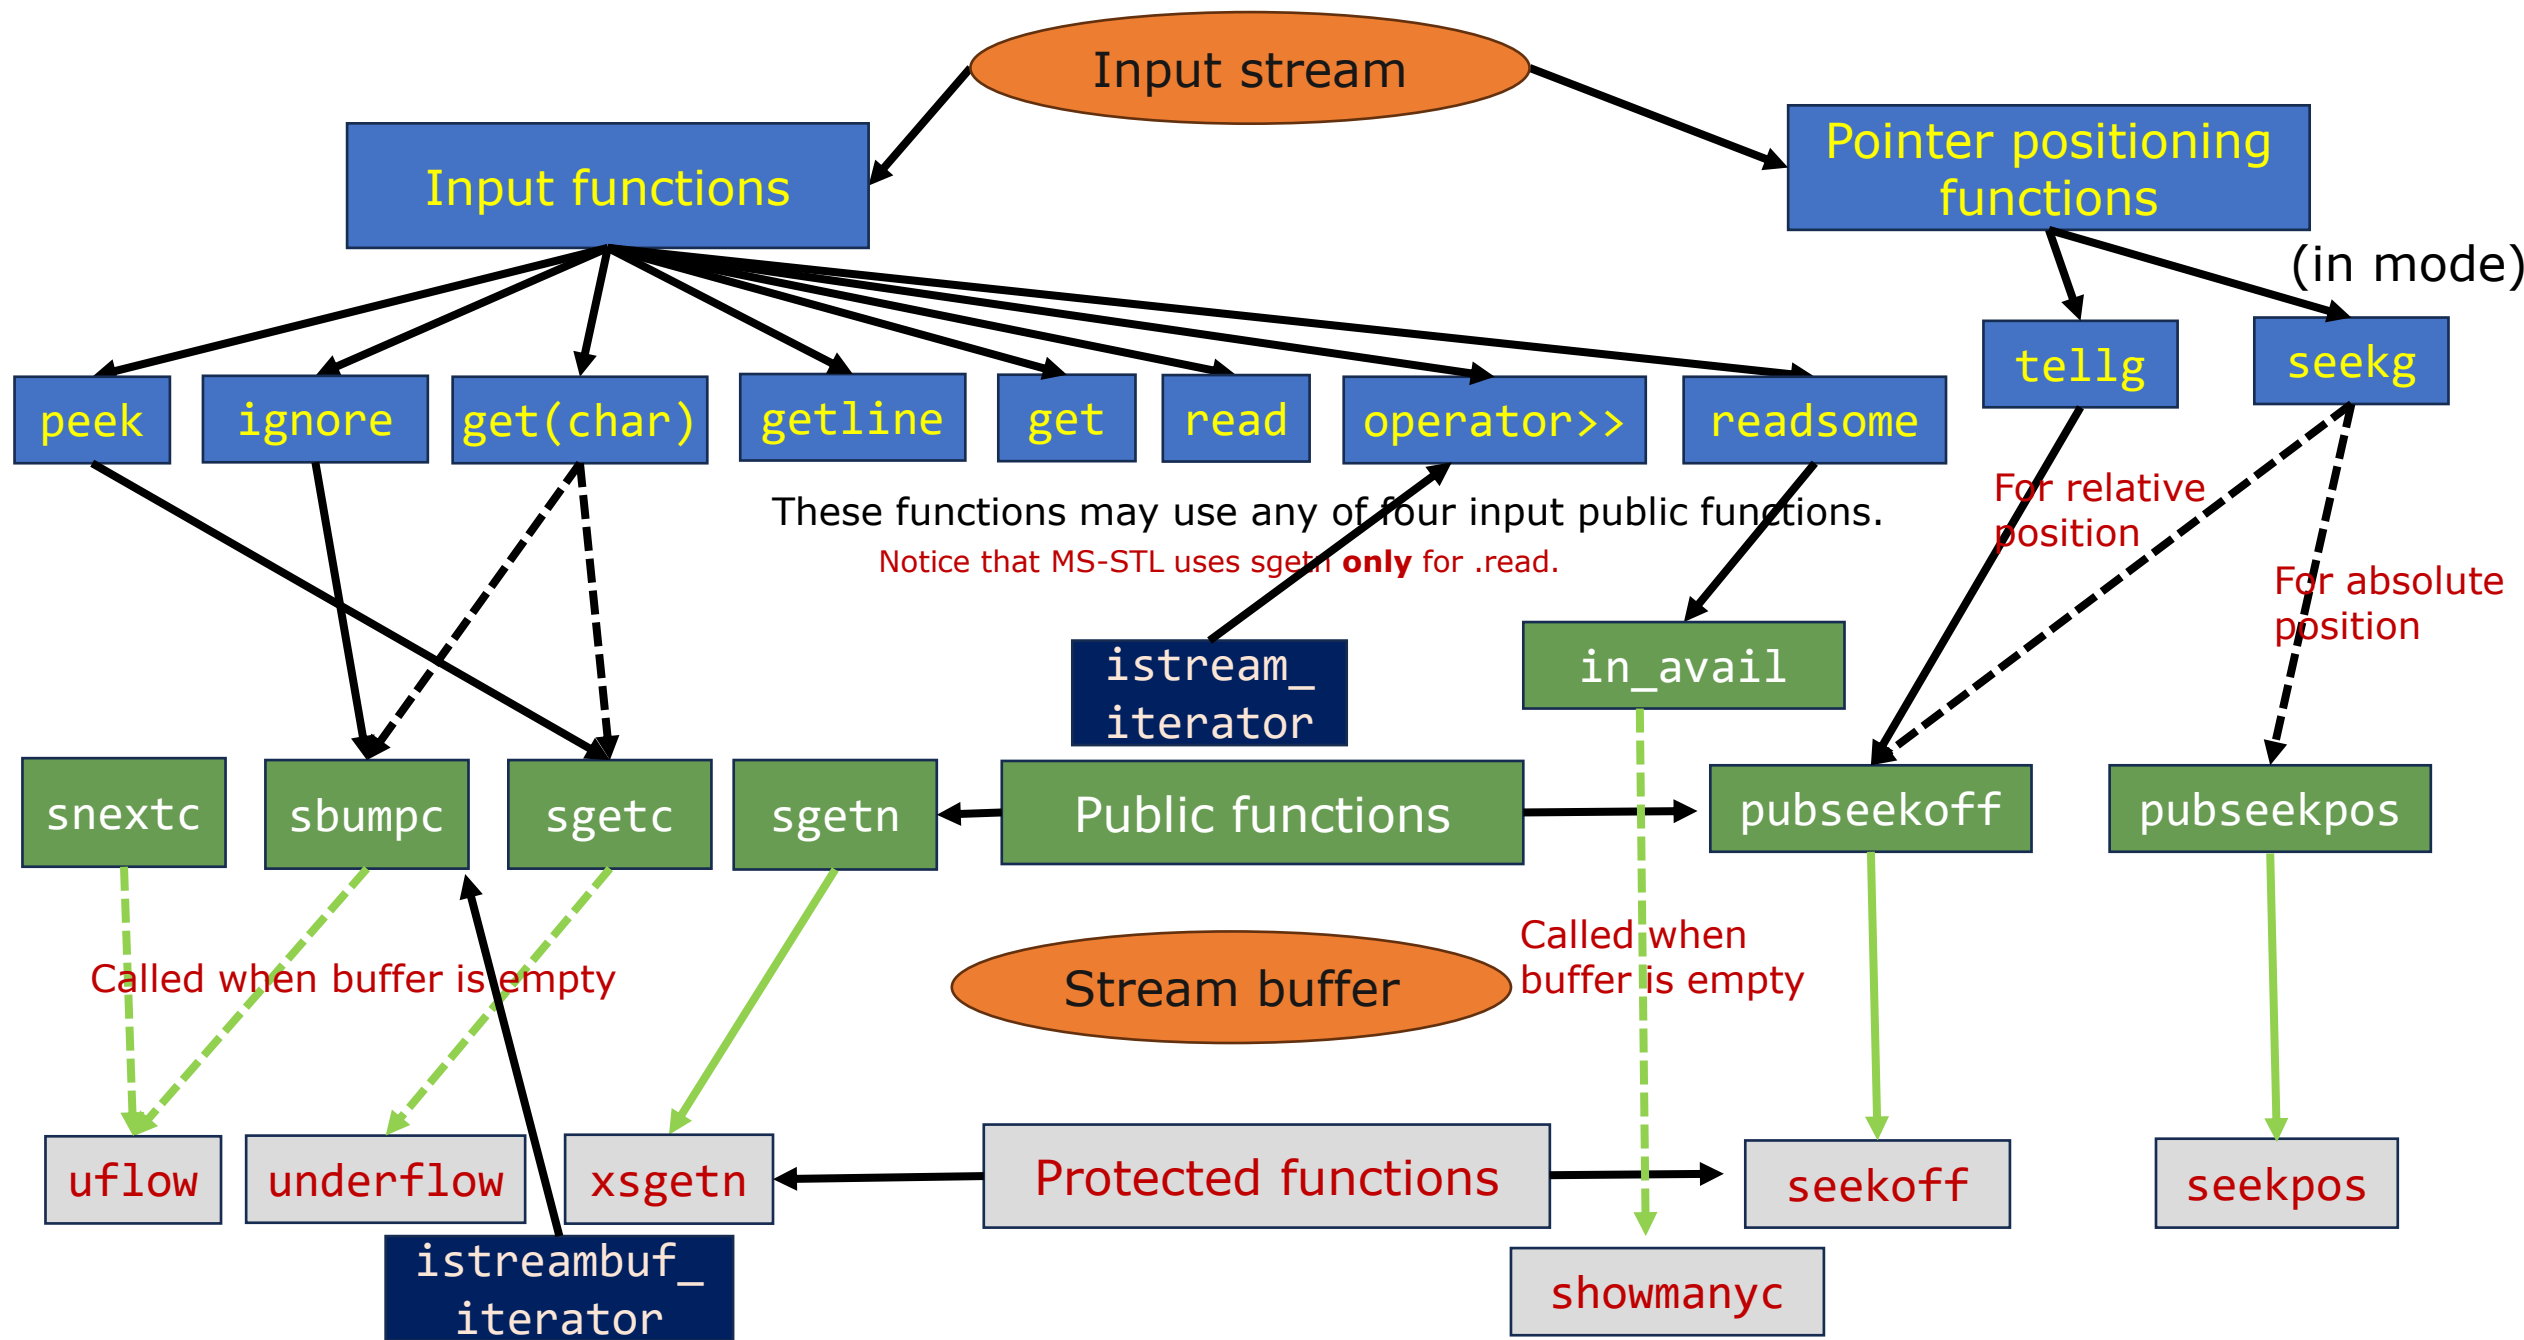 Input stream
Input functions
Pointer positioning
functions
(in mode)
peek
ignore
get(char)
getline
get
read
operator>>
readsome
tellg
seekg
These functions may use any of four input public functions.
Notice that MS-STL uses sgetn only for .read.
For relative
position
For absolute
position
istream_
iterator
in_avail
snextc
sbumpc
sgetc
sgetn
Public functions
pubseekoff
pubseekpos
Called when buffer is empty
Stream buffer
Called when
buffer is empty
uflow
underflow
xsgetn
Protected functions
seekoff
seekpos
istreambuf_
iterator
showmanyc